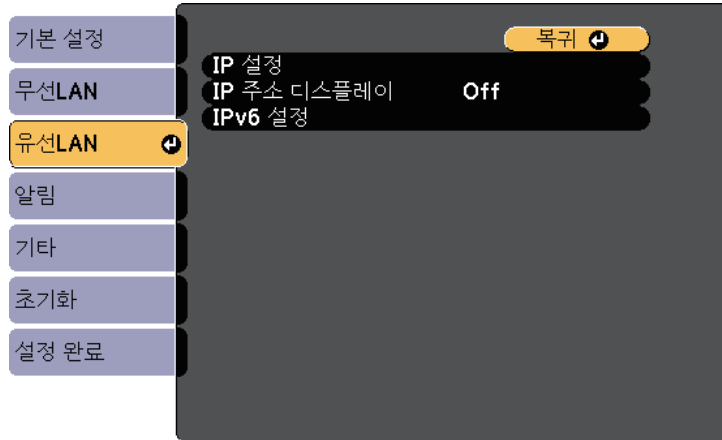 기본 설정
무선LAN
유선LAN
알림
기타
초기화
설정 완료
복귀
IP 설정
IP 주소 디스플레이 Off
IPv6 설정